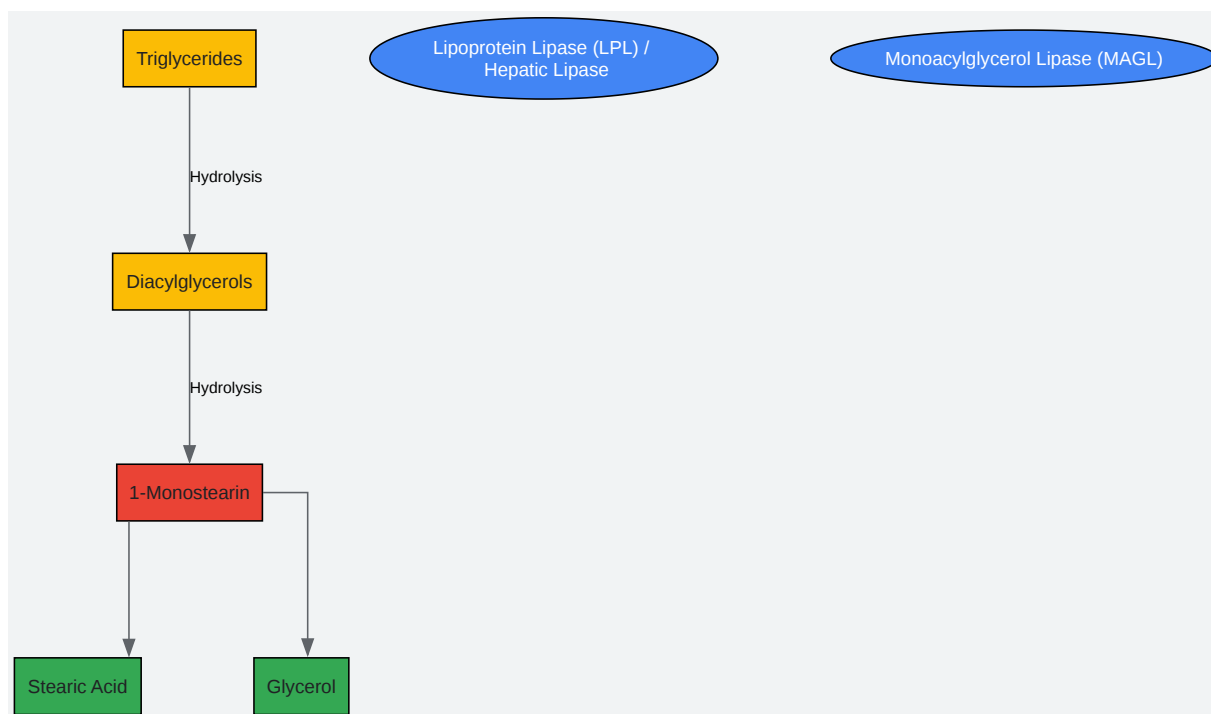 Triglycerides
Lipoprotein Lipase (LPL) /
Hepatic Lipase
Monoacylglycerol Lipase (MAGL)
Hydrolysis
Diacylglycerols
Hydrolysis
1-Monostearin
Stearic Acid
Glycerol